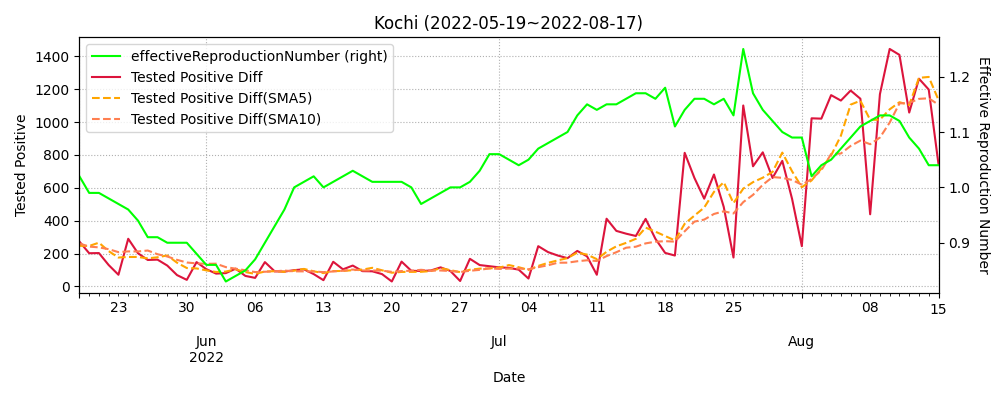 Kochi (2022-05-19~2022-08-17)
effectiveReproductionNumber (right)
Tested Positive Diff
Tested Positive Diff(SMA5)
Tested Positive Diff(SMA10)
Tested Positive
1400
1200
1000
800
600
400
200
0
Effective Reproduction Number
1.2
1.1
1.0
0.9
23 30 06 13 20 27 04 11 18 25 08 15
Jun Jul Aug
2022
Date